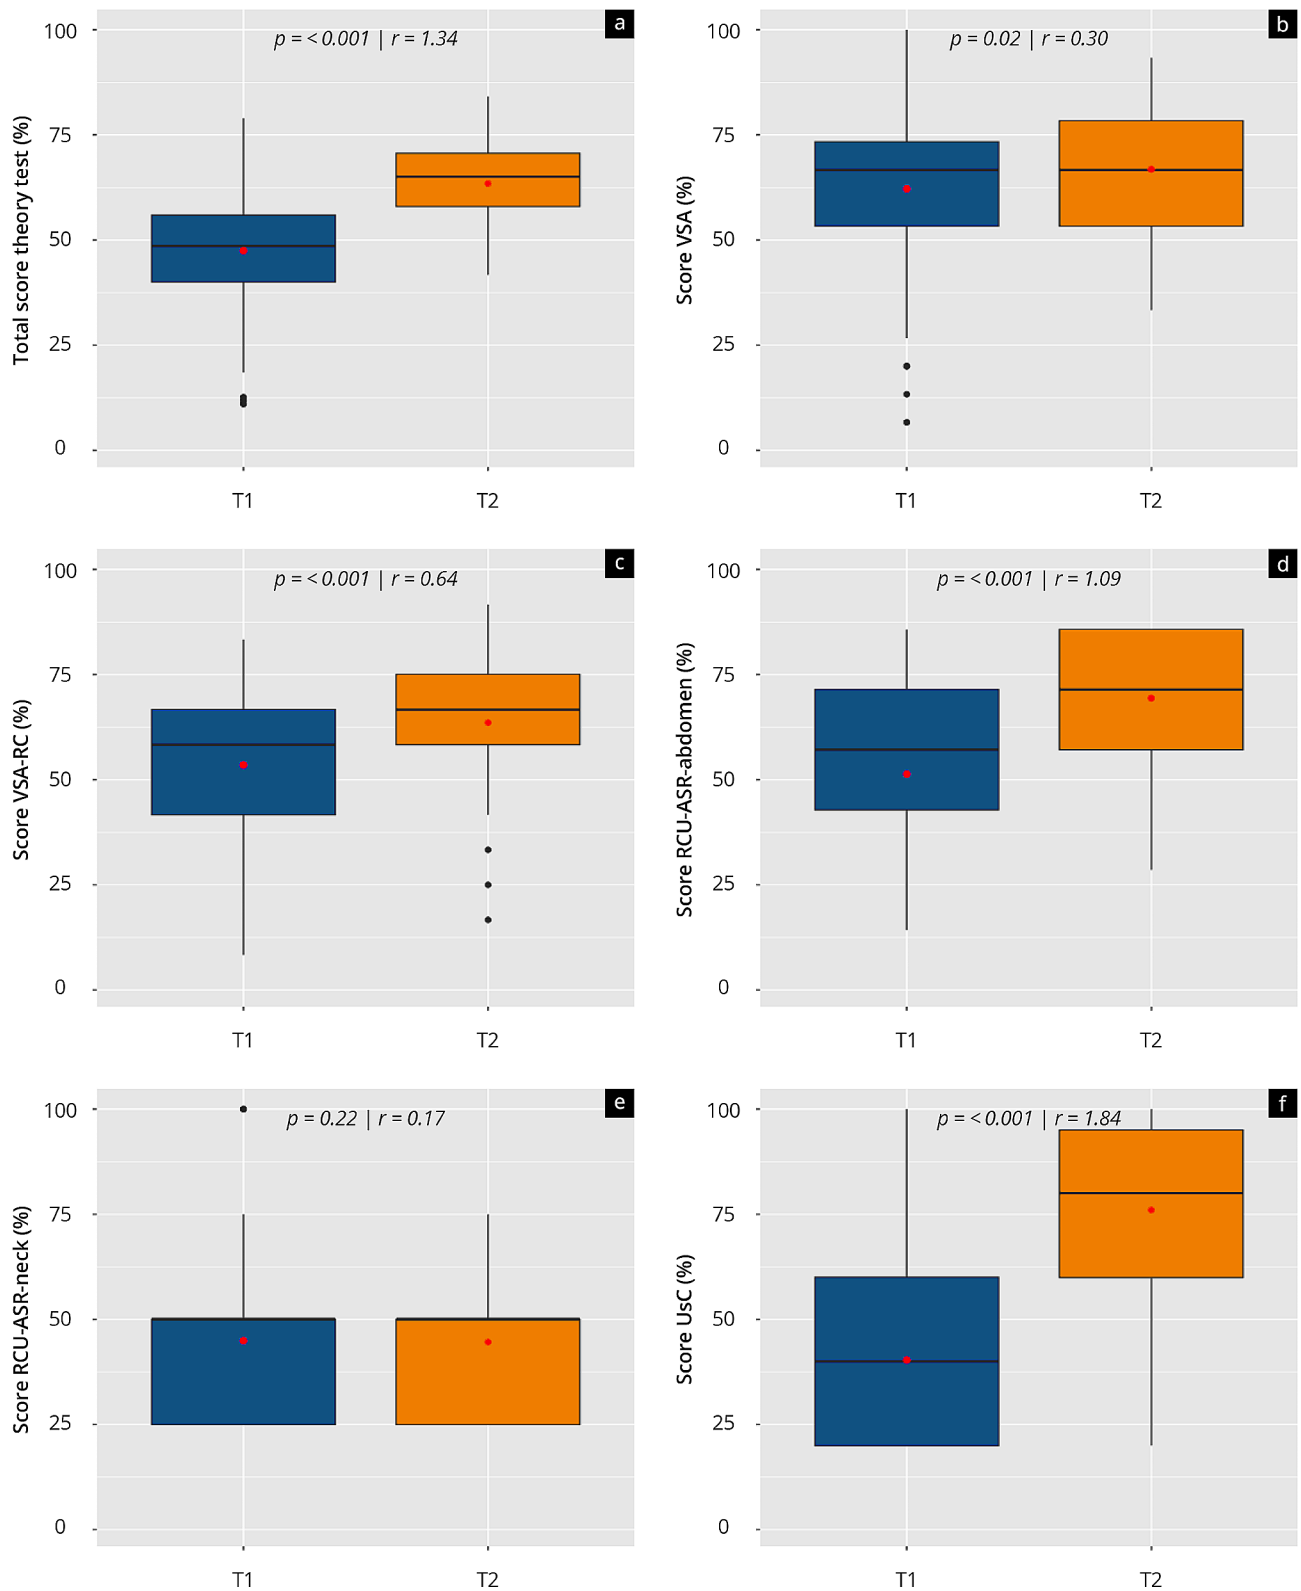 a
p = < 0.001 | r = 1.34
Total score theory test (%)
100
75
50
25
0
T1 T2
b
p = 0.02 | r = 0.30
Score VSA (%)
100
75
50
25
0
T1 T2
c
p = < 0.001 | r = 0.64
Score VSA-RC (%)
100
75
50
25
0
T1 T2
d
p = < 0.001 | r = 1.09
Score RCU-ASR-abdomen (%)
100
75
50
25
0
T1 T2
e
p = 0.22 | r = 0.17
Score RCU-ASR-neck (%)
100
75
50
25
0
T1 T2
f
p = < 0.001 | r = 1.84
Score UsC (%)
100
75
50
25
0
T1 T2